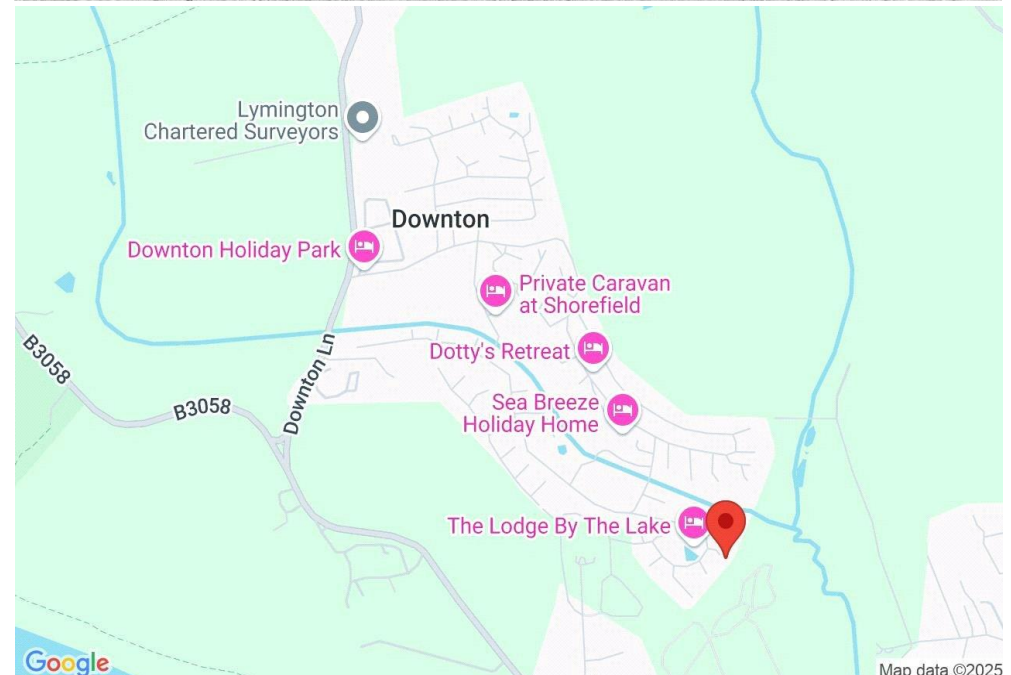 Lymington
Chartered Surveyors
Downton
Downton Holiday Park
Private Caravan
at Shorefield
B3058
Downton Ln
Dotty's Retreat
B3058
Sea Breeze
Holiday Home
The Lodge By The Lake
Google
Map data ©2025